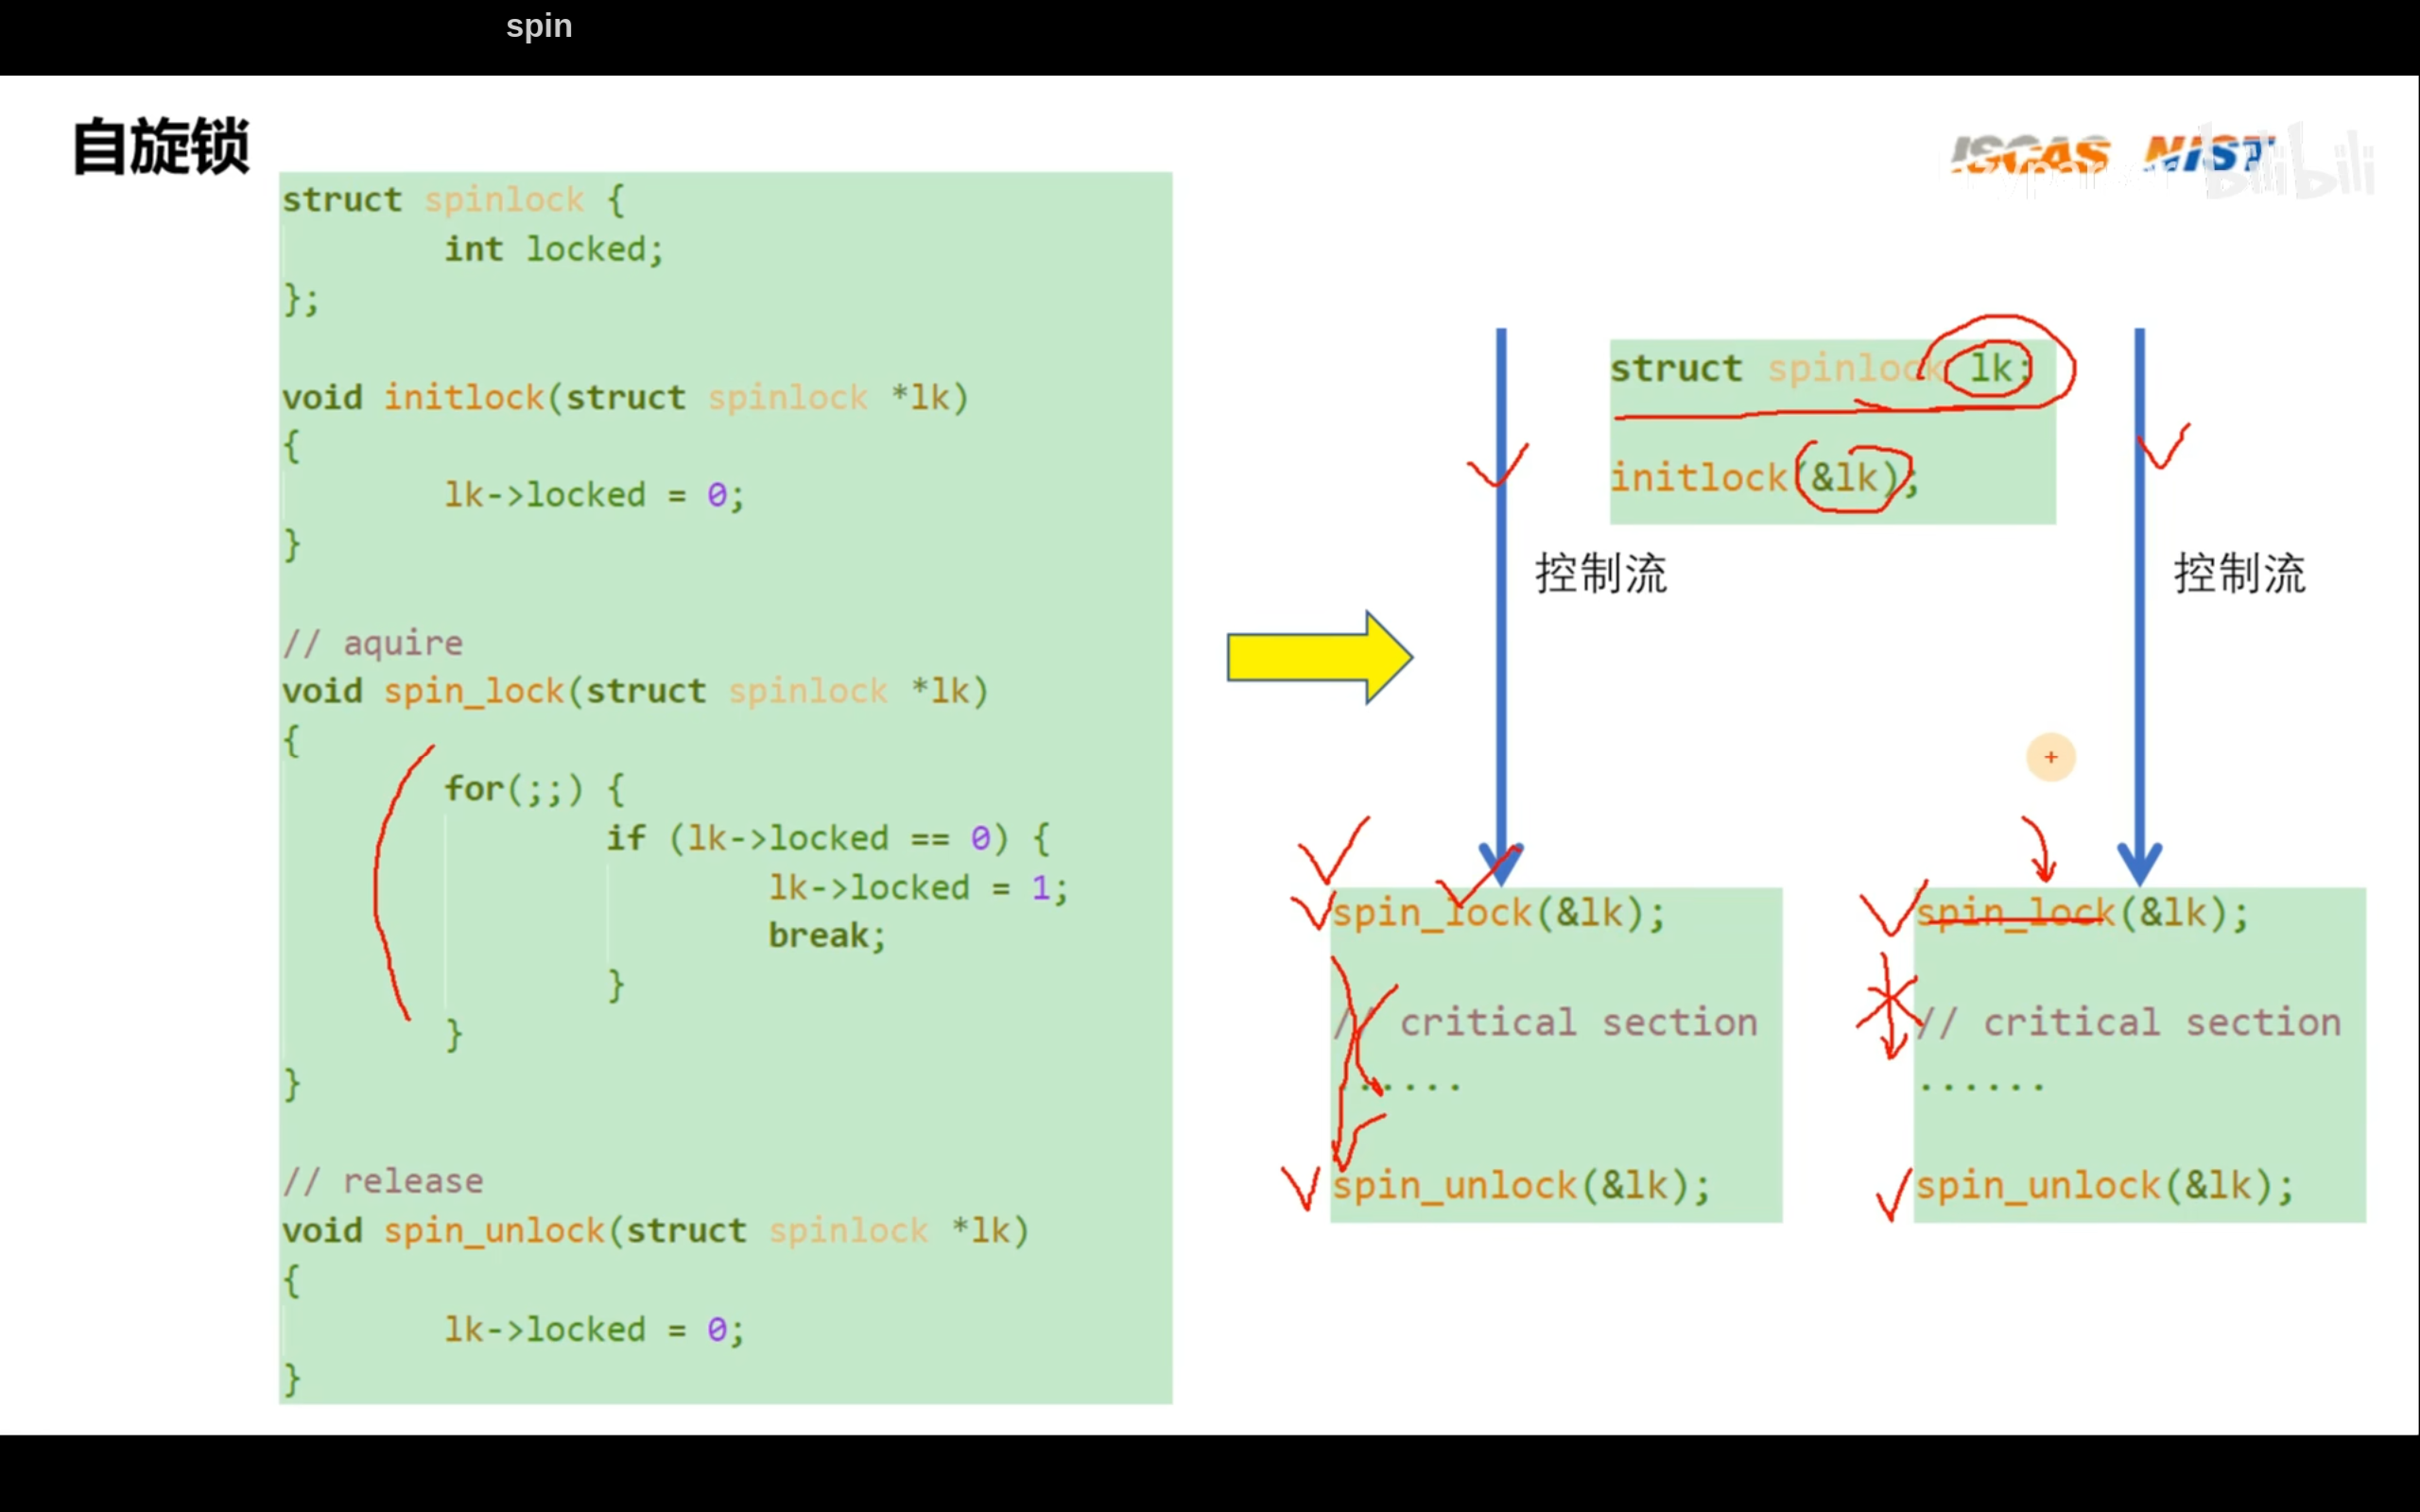 spin
自旋锁
ISCAS NIST
bilibili
struct spinlock {
int locked;
};
void initlock(struct spinlock *lk)
{
lk->locked = 0;
}
// aquire
void spin_lock(struct spinlock *lk)
{
for(;;) {
if (lk->locked == 0) {
lk->locked = 1;
break;
}
}
}
// release
void spin_unlock(struct spinlock *lk)
{
lk->locked = 0;
}
struct spinlock lk;
initlock(&lk);
控制流
控制流
spin_lock(&lk);
// critical section
......
spin_unlock(&lk);
spin_lock(&lk);
// critical section
......
spin_unlock(&lk);